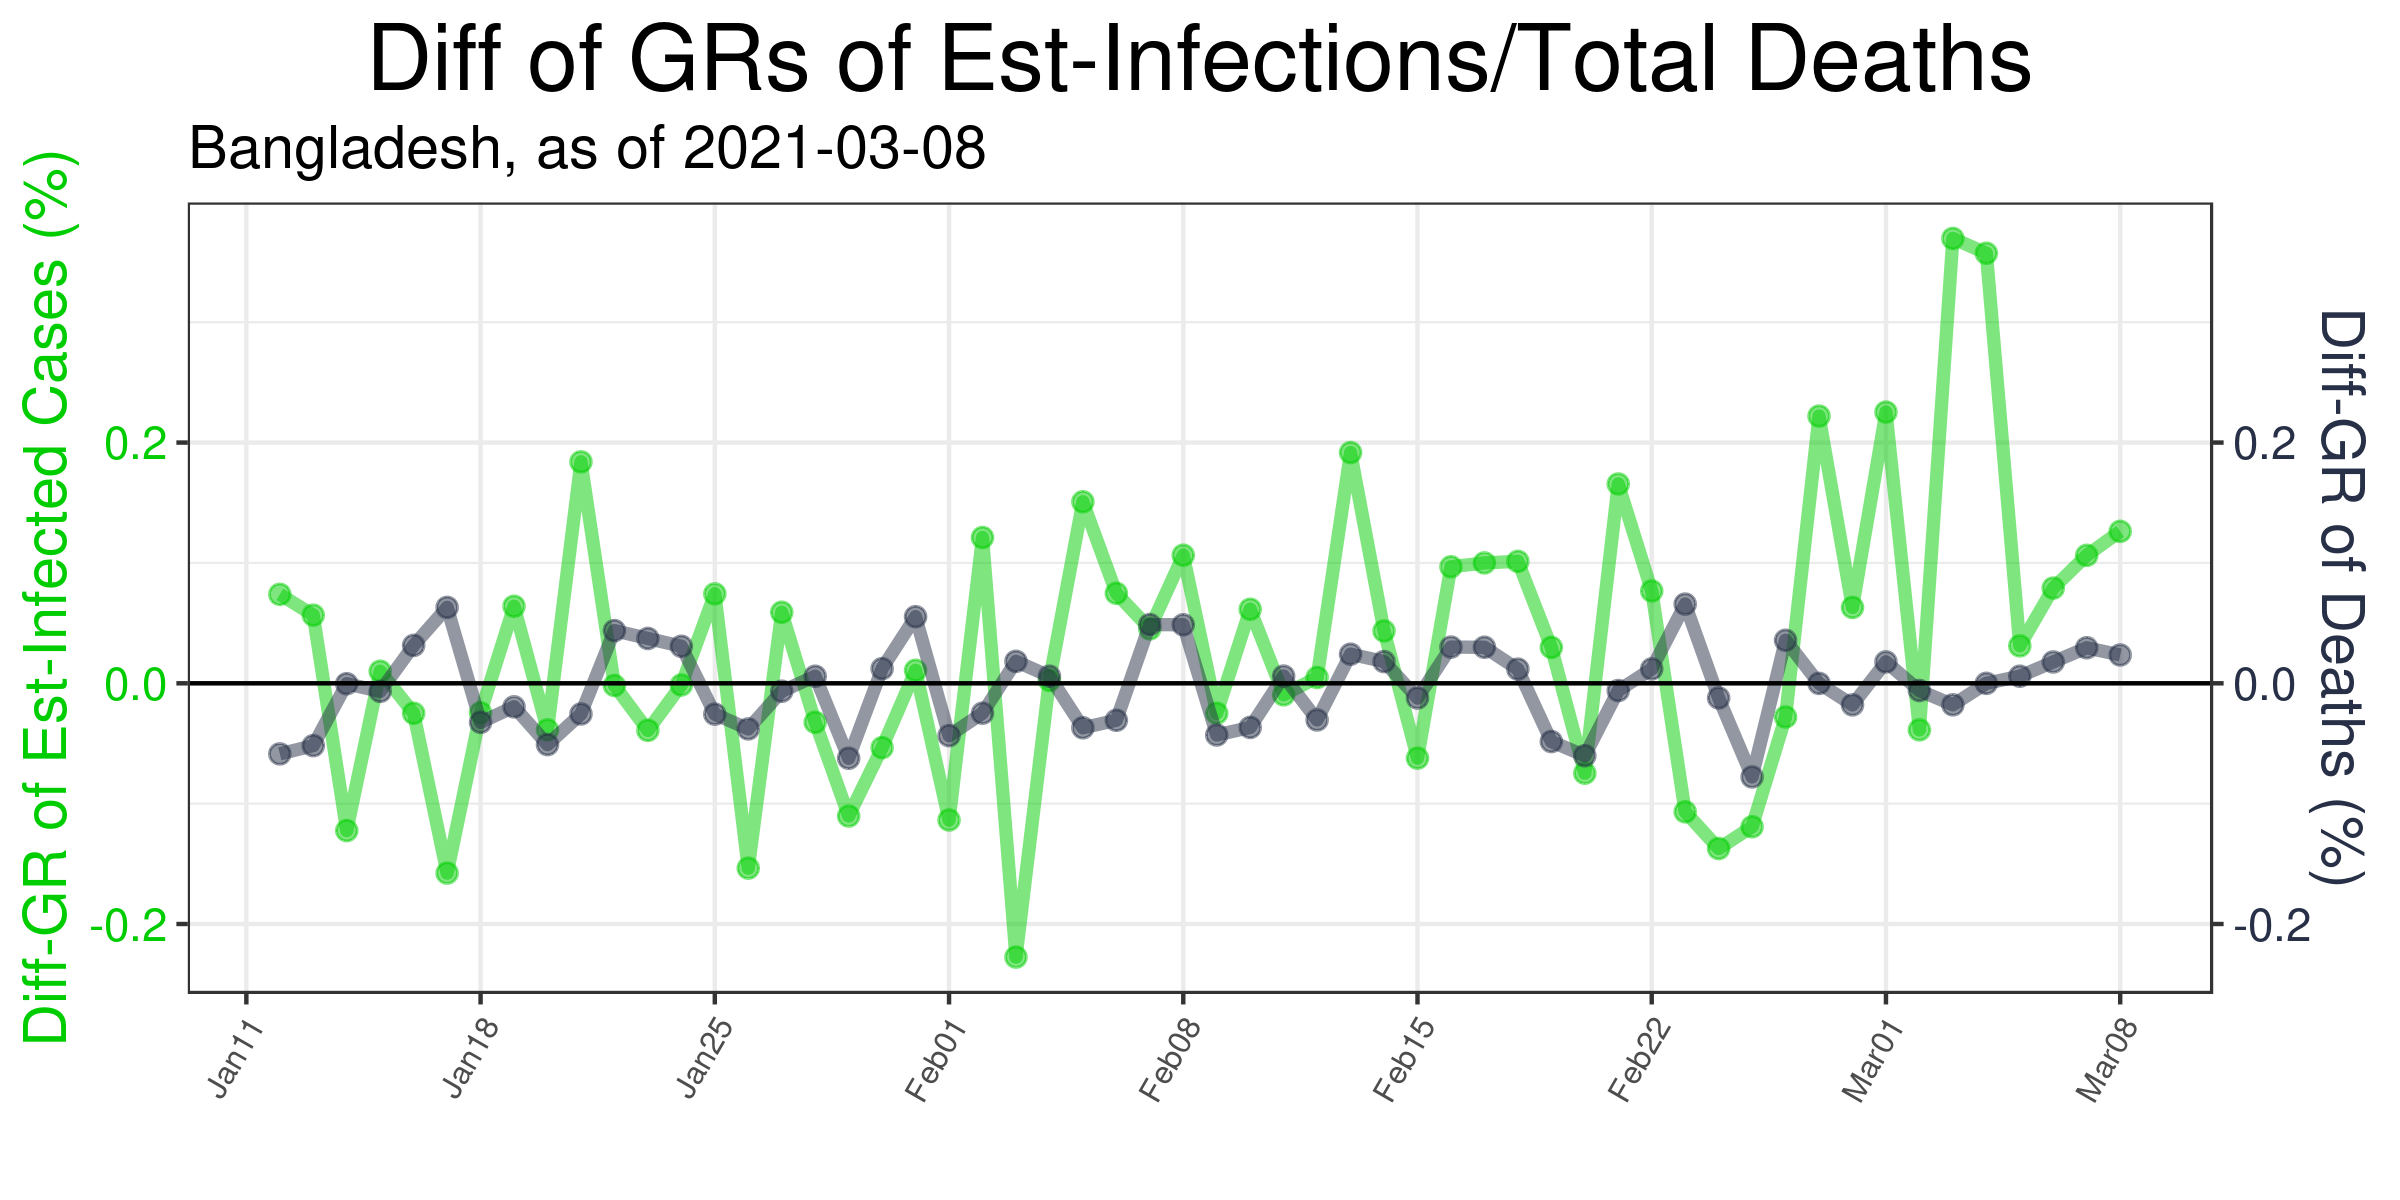 Diff of GRs of Est-Infections/Total Deaths
Bangladesh, as of 2021-03-08
Diff-GR of Est-Infected Cases (%)
0.2
0.0
-0.2
0.2
0.0
-0.2
Diff-GR of Deaths (%)
Jan11
Jan18
Jan25
Feb01
Feb08
Feb15
Feb22
Mar01
Mar08